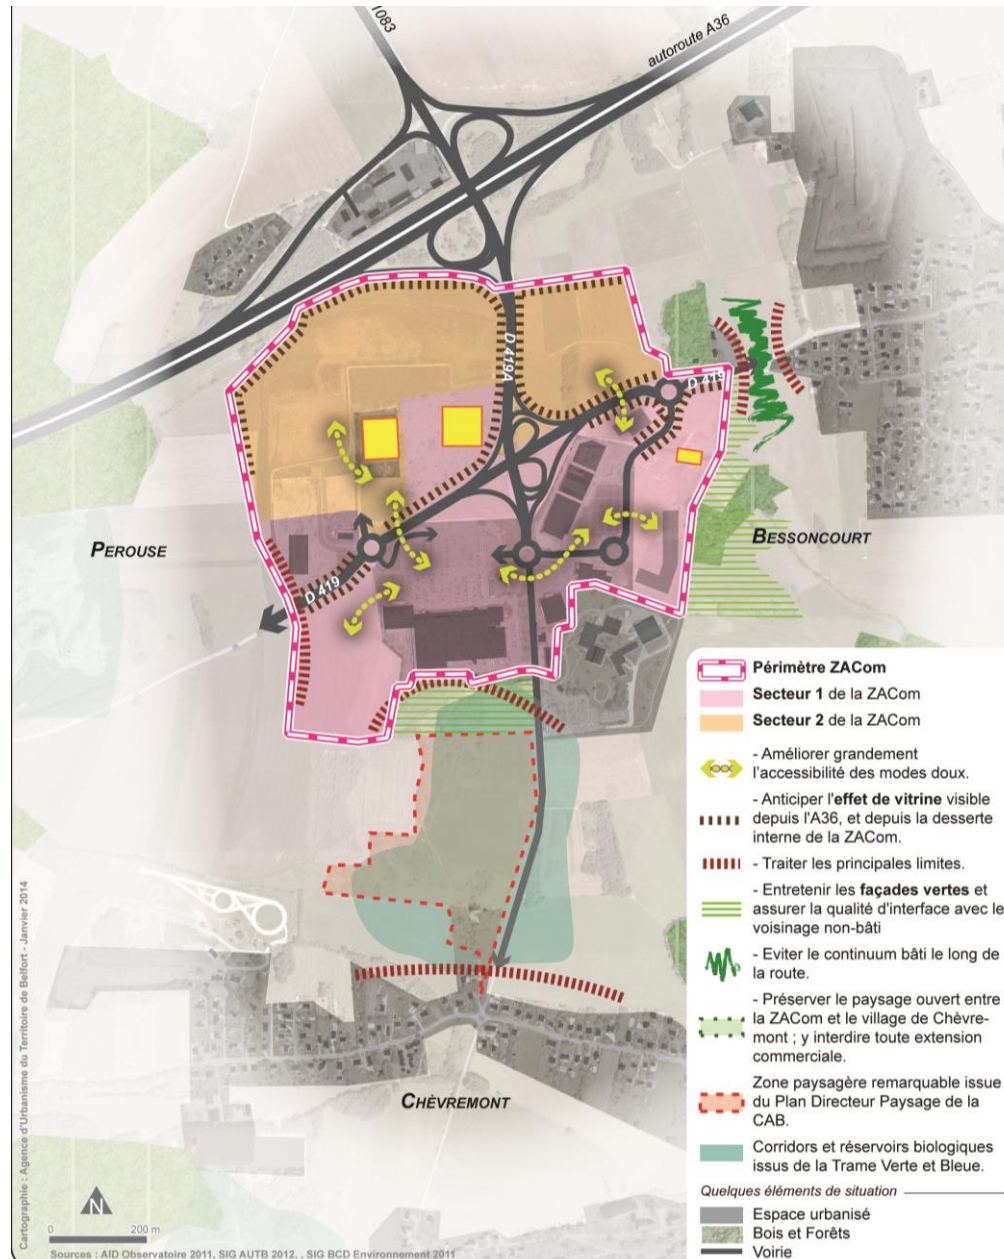 1083
autoroute A36
D 419A
D 419
PEROUSE
BESSONCOURT
D 419
Périmètre ZACom
Secteur 1 de la ZACom
Secteur 2 de la ZACom
- Améliorer grandement
l'accessibilité des modes doux.
- Anticiper l'effet de vitrine visible
depuis l'A36, et depuis la desserte
interne de la ZACom.
- Traiter les principales limites.
- Entretenir les façades vertes et
assurer la qualité d'interface avec le
voisinage non-bâti
- Eviter le continuum bâti le long de
la route.
- Préserver le paysage ouvert entre
la ZACom et le village de Chèvre-
mont ; y interdire toute extension
commerciale.
Zone paysagère remarquable issue
du Plan Directeur Paysage de la
CAB.
Corridors et réservoirs biologiques
issus de la Trame Verte et Bleue.
Quelques éléments de situation
Espace urbanisé
Bois et Forêts
Voirie
CHÈVREMONT
Cartographie : Agence d'Urbanisme du Territoire de Belfort - Janvier 2014
N
0 200 m
Sources : AID Observatoire 2011, SIG AUTB 2012, , SIG BCD Environnement 2011